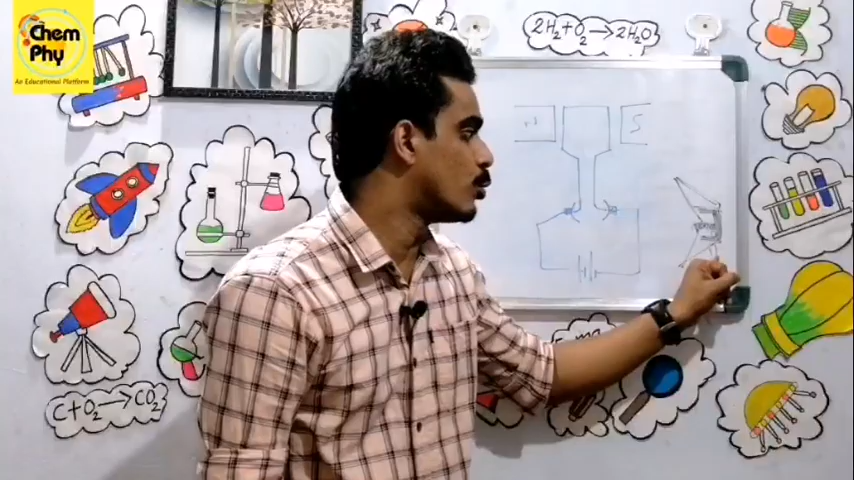 Chem
Phy
An Educational Platform
2H₂+O₂→2H₂O
N
S
C+O₂→CO₂